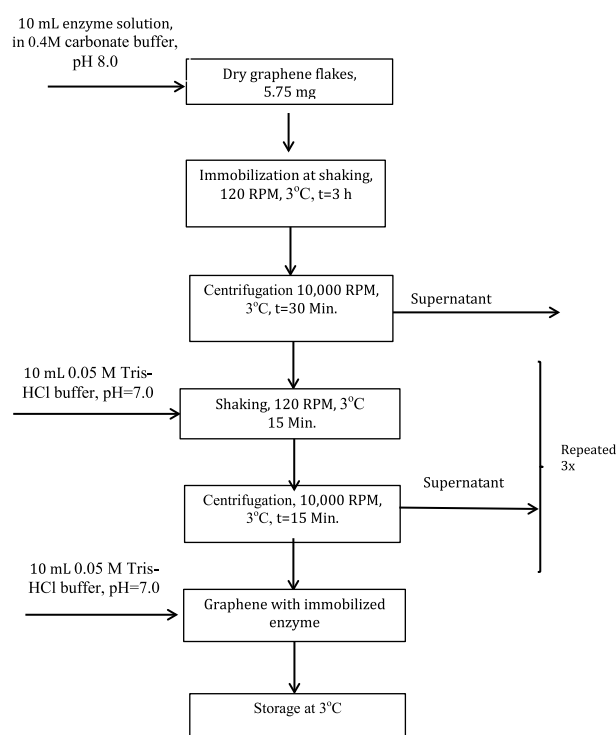 10 mL enzyme solution,
in 0.4M carbonate buffer,
pH 8.0
Dry graphene flakes,
5.75 mg
Immobilization at shaking,
120 RPM, 3°C, t=3 h
Centrifugation 10,000 RPM,
3°C, t=30 Min.
Supernatant
10 mL 0.05 M Tris-
HCl buffer, pH=7.0
Shaking, 120 RPM, 3°C
15 Min.
Repeated
3x
Centrifugation, 10,000 RPM,
3°C, t=15 Min.
Supernatant
10 mL 0.05 M Tris-
HCl buffer, pH=7.0
Graphene with immobilized
enzyme
Storage at 3°C